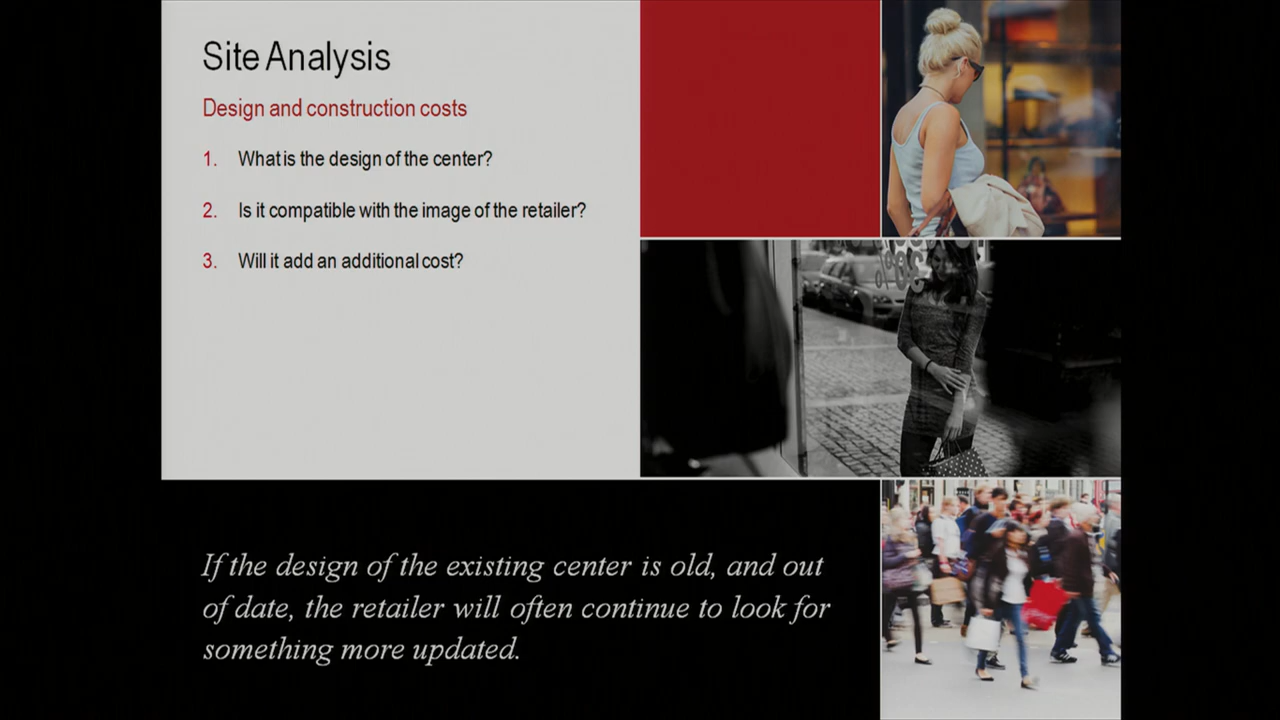 Site Analysis
Design and construction costs
1. What is the design of the center?
2. Is it compatible with the image of the retailer?
3. Will it add an additional cost?
If the design of the existing center is old, and out
of date, the retailer will often continue to look for
something more updated.